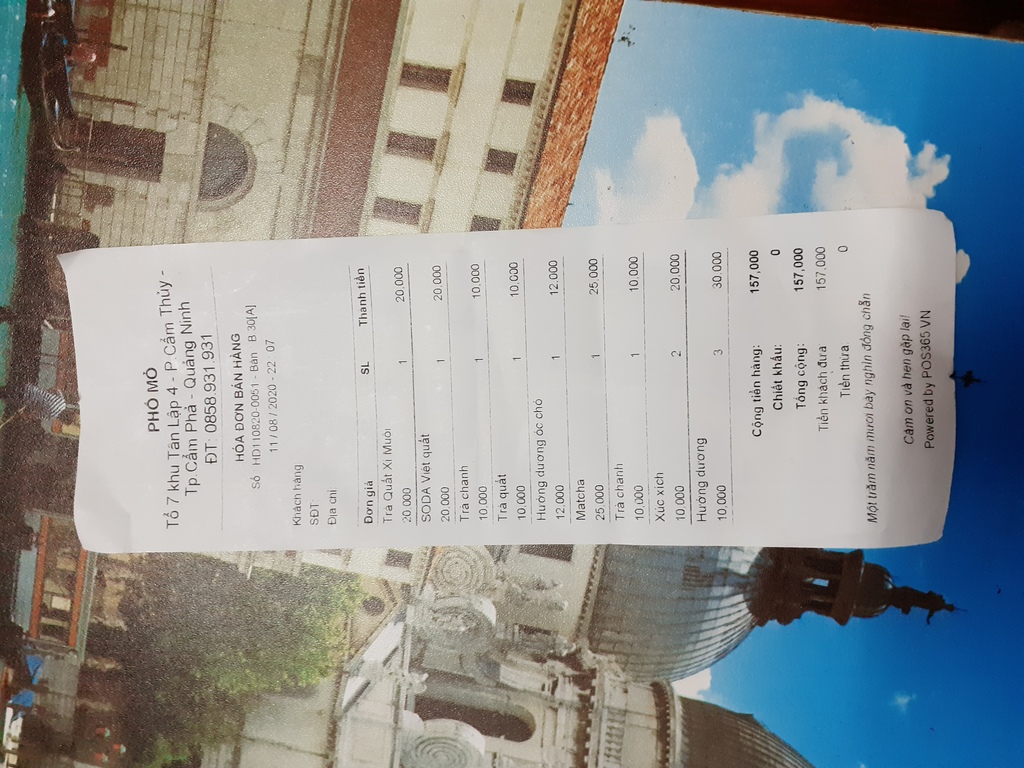 PHỐ MỎ
Tổ 7 khu Tân Lập 4 - P.Cẩm Thủy -
Tp.Cẩm Phả - Quảng Ninh
ĐT: 0858.931.931
HÓA ĐƠN BÁN HÀNG
Số: HD110820-0051 - Bàn B 30[A]
11 / 08 / 2020 - 22: 07
Khách hàng
SĐT:
Địa chỉ
Đơn giá SL Thanh tiền
Trà Quất Xí Muội
20,000 1 20,000
SODA Việt quất
20,000 1 20,000
Trà chanh
10,000 1 10,000
Trà quất
10,000 1 10,000
Hướng dương óc chó
12,000 1 12,000
Matcha
25,000 1 25,000
Trà chanh
10,000 1 10,000
Xúc xích
10,000 2 20,000
Hướng dương
10,000 3 30,000
Cộng tiền hàng: 157,000
Chiết khấu: 0
Tổng cộng: 157,000
Tiền khách đưa 157,000
Tiền thừa 0
Một trăm năm mươi bảy nghìn đồng chẵn
Cảm ơn và hẹn gặp lại!
Powered by POS365.VN